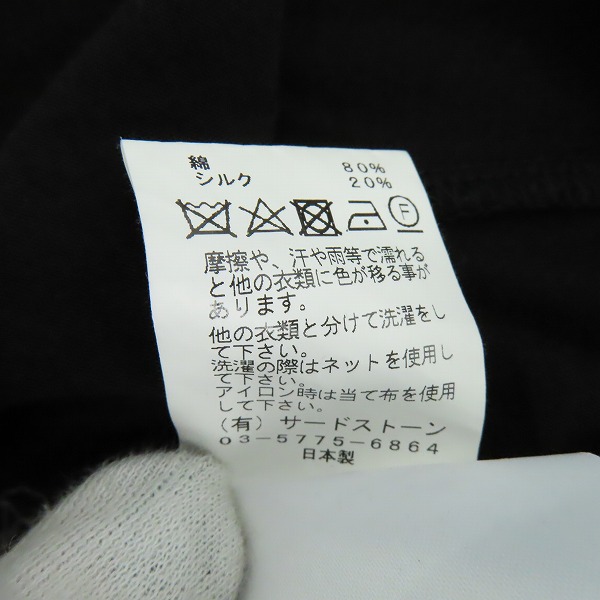 綿 80%
シルク 20%
F
摩擦や、汗や雨等で濡れる
と他の衣類に色が移る事が
あります。
他の衣類と分けて洗濯をし
て下さい。
洗濯の際はネットを使用し
て下さい。
アイロン時は当て布を使用
して下さい。
(有) サードストーン
03-5775-6864
日本製